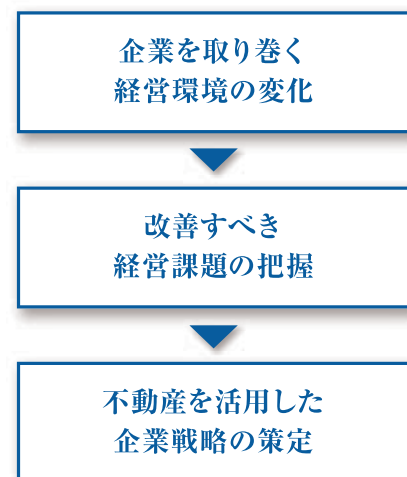 企業を取り巻く
経営環境の変化
改善すべき
経営課題の把握
不動産を活用した
企業戦略の策定